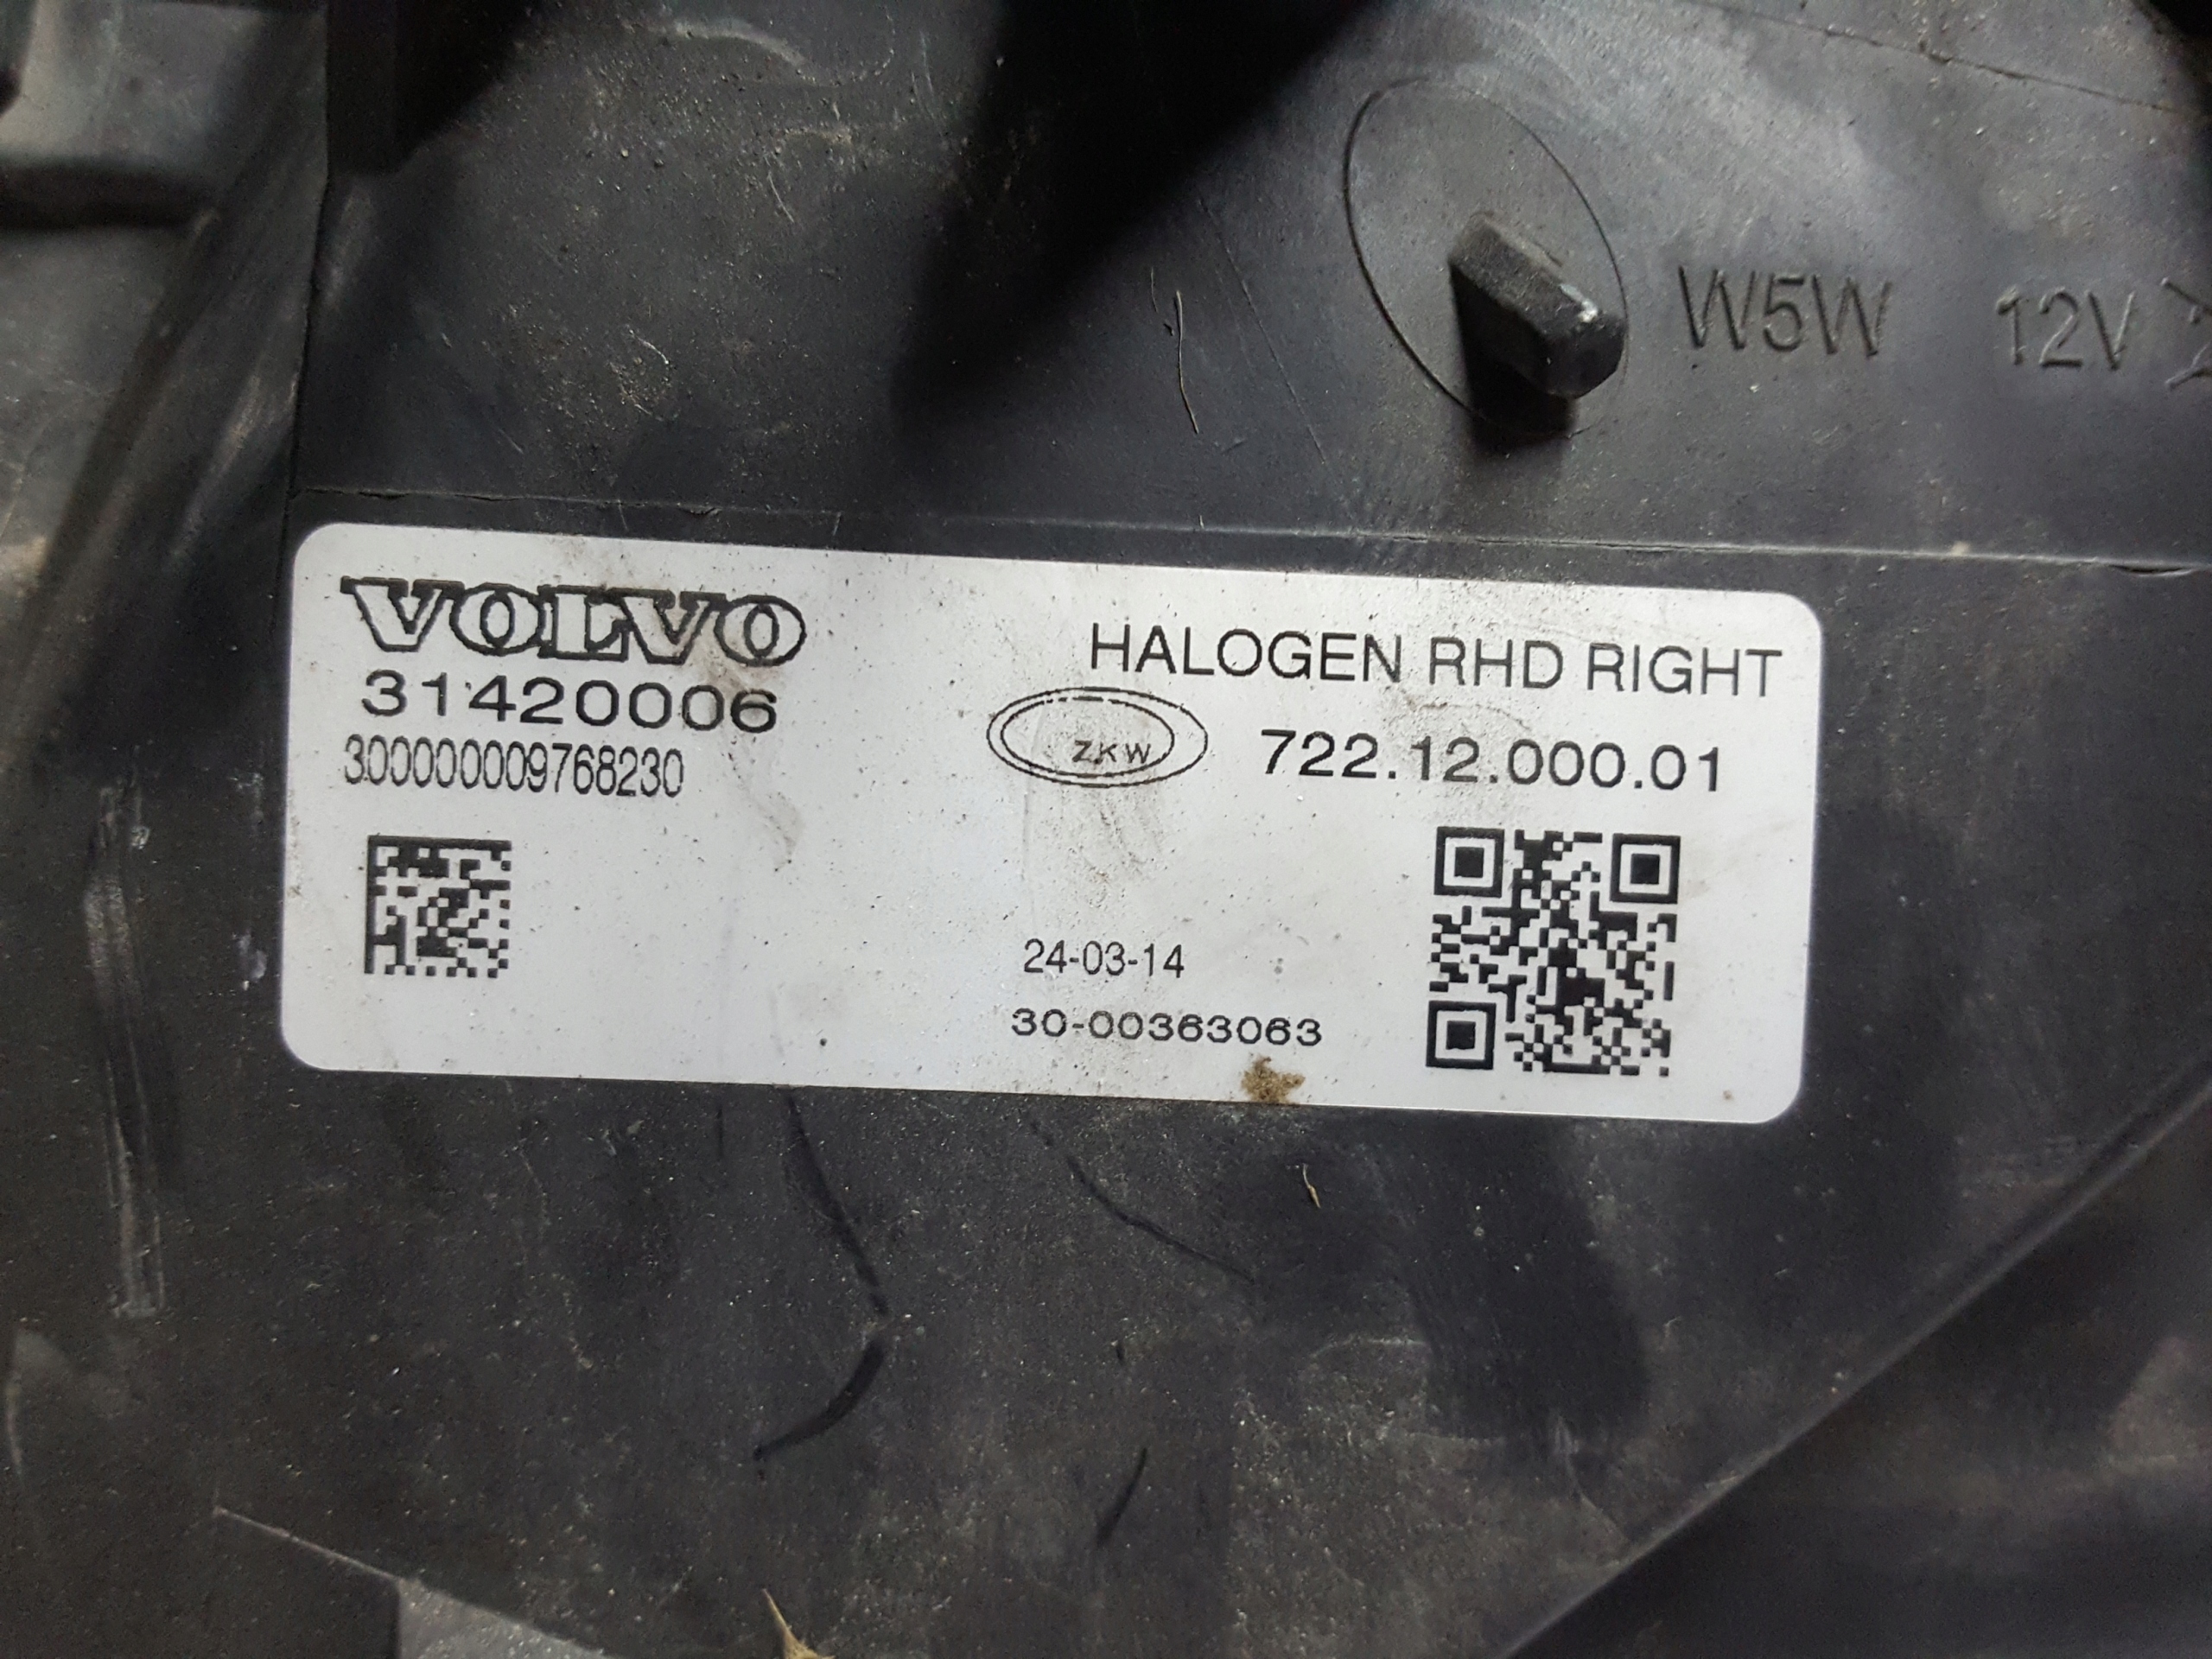 W5W 12V
VOLVO
31420006
300000009768230
HALOGEN RHD RIGHT
ZKW 722.12.000.01
24-03-14
30-00363063